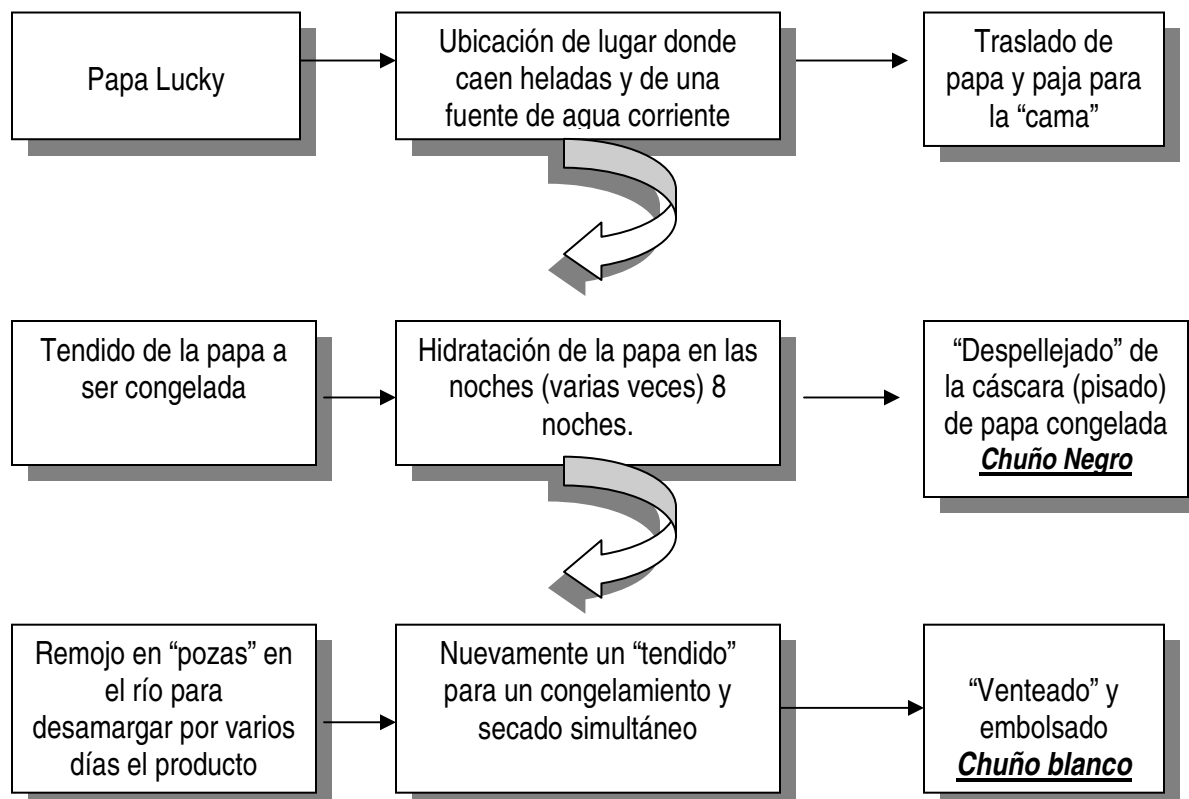 Papa Lucky
Ubicación de lugar donde
caen heladas y de una
fuente de agua corriente
Traslado de
papa y paja para
la “cama”
Tendido de la papa a
ser congelada
Hidratación de la papa en las
noches (varias veces) 8
noches.
“Despellejado” de
la cáscara (pisado)
de papa congelada
Chuño Negro
Remojo en “pozas” en
el río para
desamargar por varios
días el producto
Nuevamente un “tendido”
para un congelamiento y
secado simultáneo
“Venteado” y
embolsado
Chuño blanco